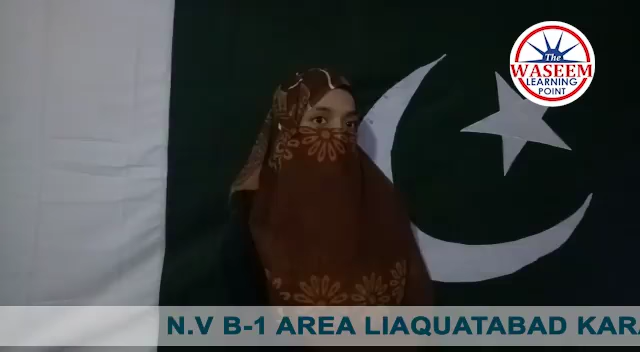 The
WASEEM
LEARNING
POINT
N.V B-1 AREA LIAQUATABAD KARA